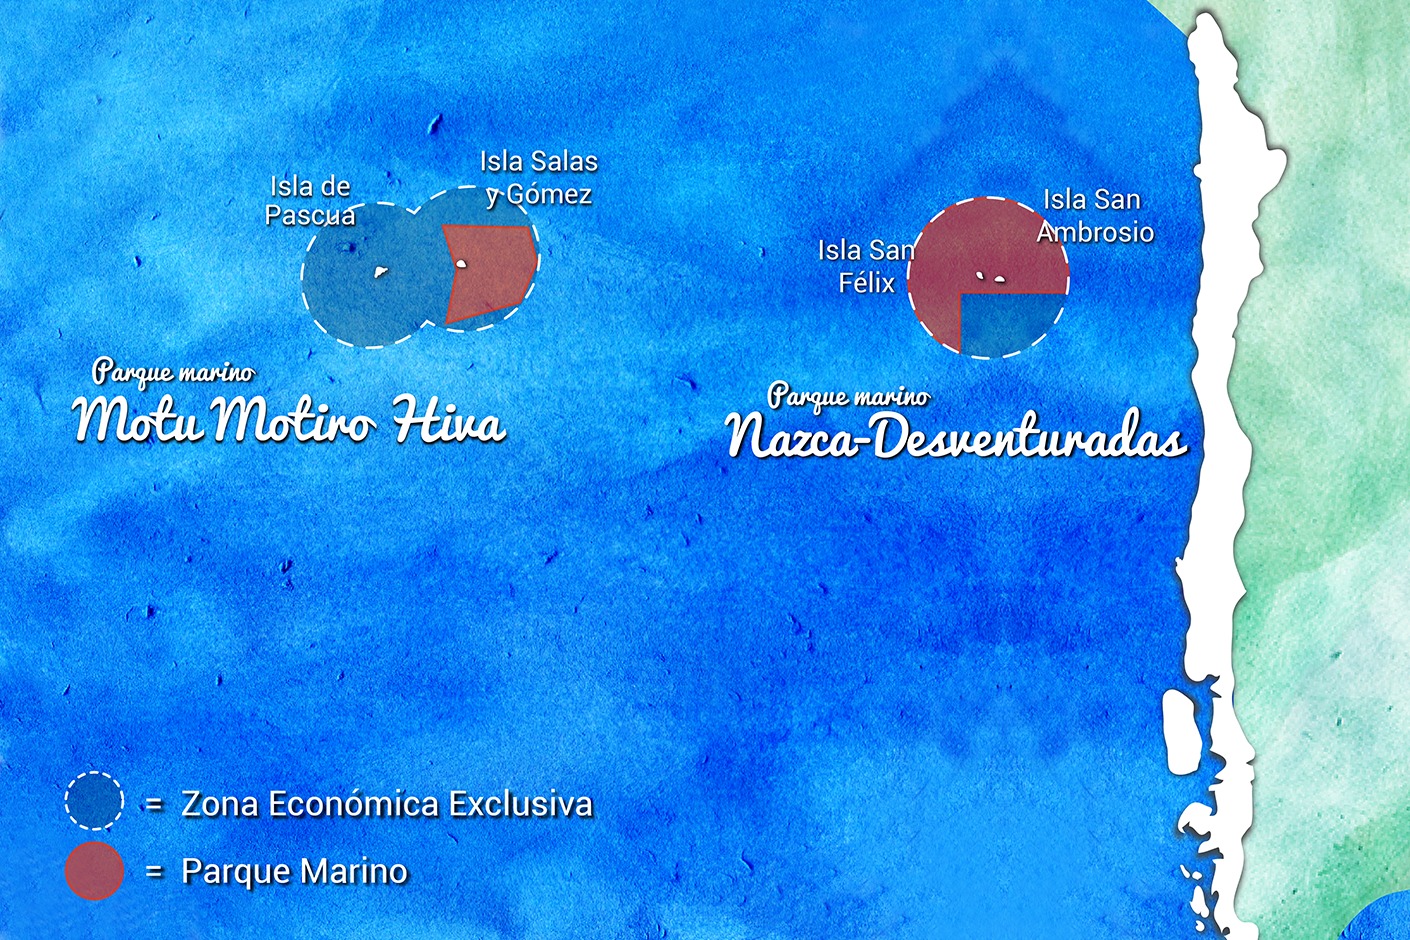 Isla de
Pascua
Isla Salas
y Gómez
Parque marino
Motu Motiro Hiva
Isla San
Félix
Isla San
Ambrosio
Parque marino
Nazca-Desventuradas
= Zona Económica Exclusiva
= Parque Marino